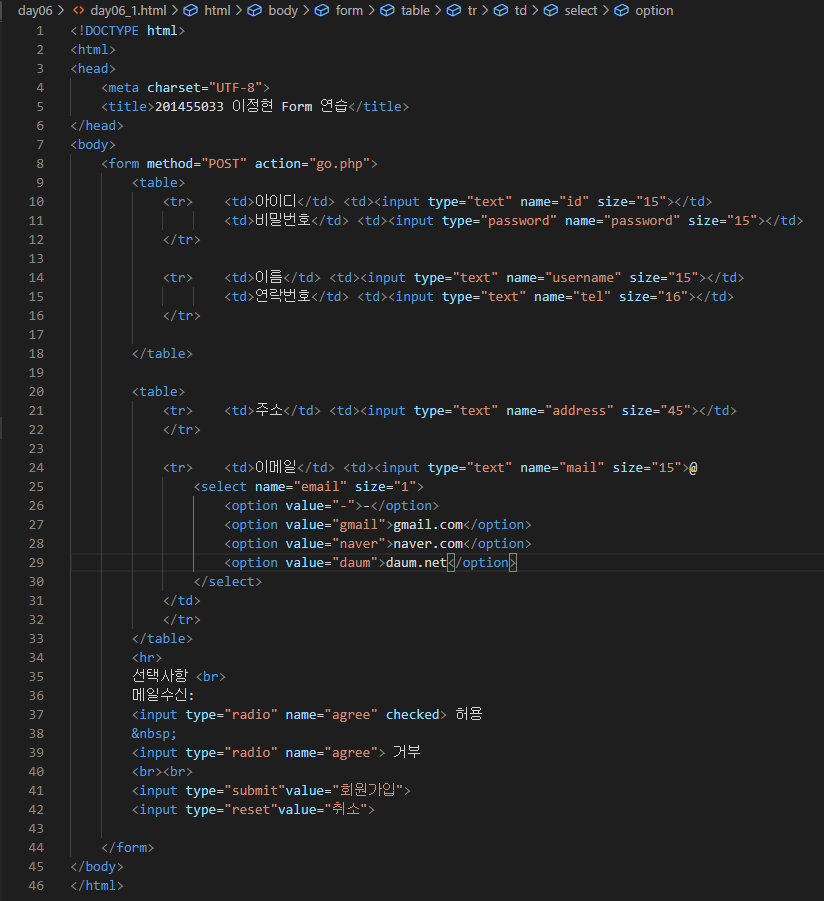 day06 > <> day06_1.html > html > body > form > table > tr > td > select > option
1 <!DOCTYPE html>
2 <html>
3 <head>
4     <meta charset="UTF-8">
5     <title>201455033 이정현 Form 연습</title>
6 </head>
7 <body>
8     <form method="POST" action="go.php">
9         <table>
10             <tr>    <td>아이디</td> <td><input type="text" name="id" size="15"></td>
11                     <td>비밀번호</td> <td><input type="password" name="password" size="15"></td>
12             </tr>
13
14             <tr>    <td>이름</td> <td><input type="text" name="username" size="15"></td>
15                     <td>연락번호</td> <td><input type="text" name="tel" size="16"></td>
16             </tr>
17
18         </table>
19
20         <table>
21             <tr>    <td>주소</td> <td><input type="text" name="address" size="45"></td>
22             </tr>
23
24             <tr>    <td>이메일</td> <td><input type="text" name="mail" size="15">@
25                 <select name="email" size="1">
26                     <option value="-">-</option>
27                     <option value="gmail">gmail.com</option>
28                     <option value="naver">naver.com</option>
29                     <option value="daum">daum.net</option>
30                 </select>
31             </td>
32             </tr>
33         </table>
34         <hr>
35         선택사항 <br>
36         메일수신:
37         <input type="radio" name="agree" checked> 허용
38         &nbsp;
39         <input type="radio" name="agree"> 거부
40         <br><br>
41         <input type="submit"value="회원가입">
42         <input type="reset"value="취소">
43
44     </form>
45 </body>
46 </html>